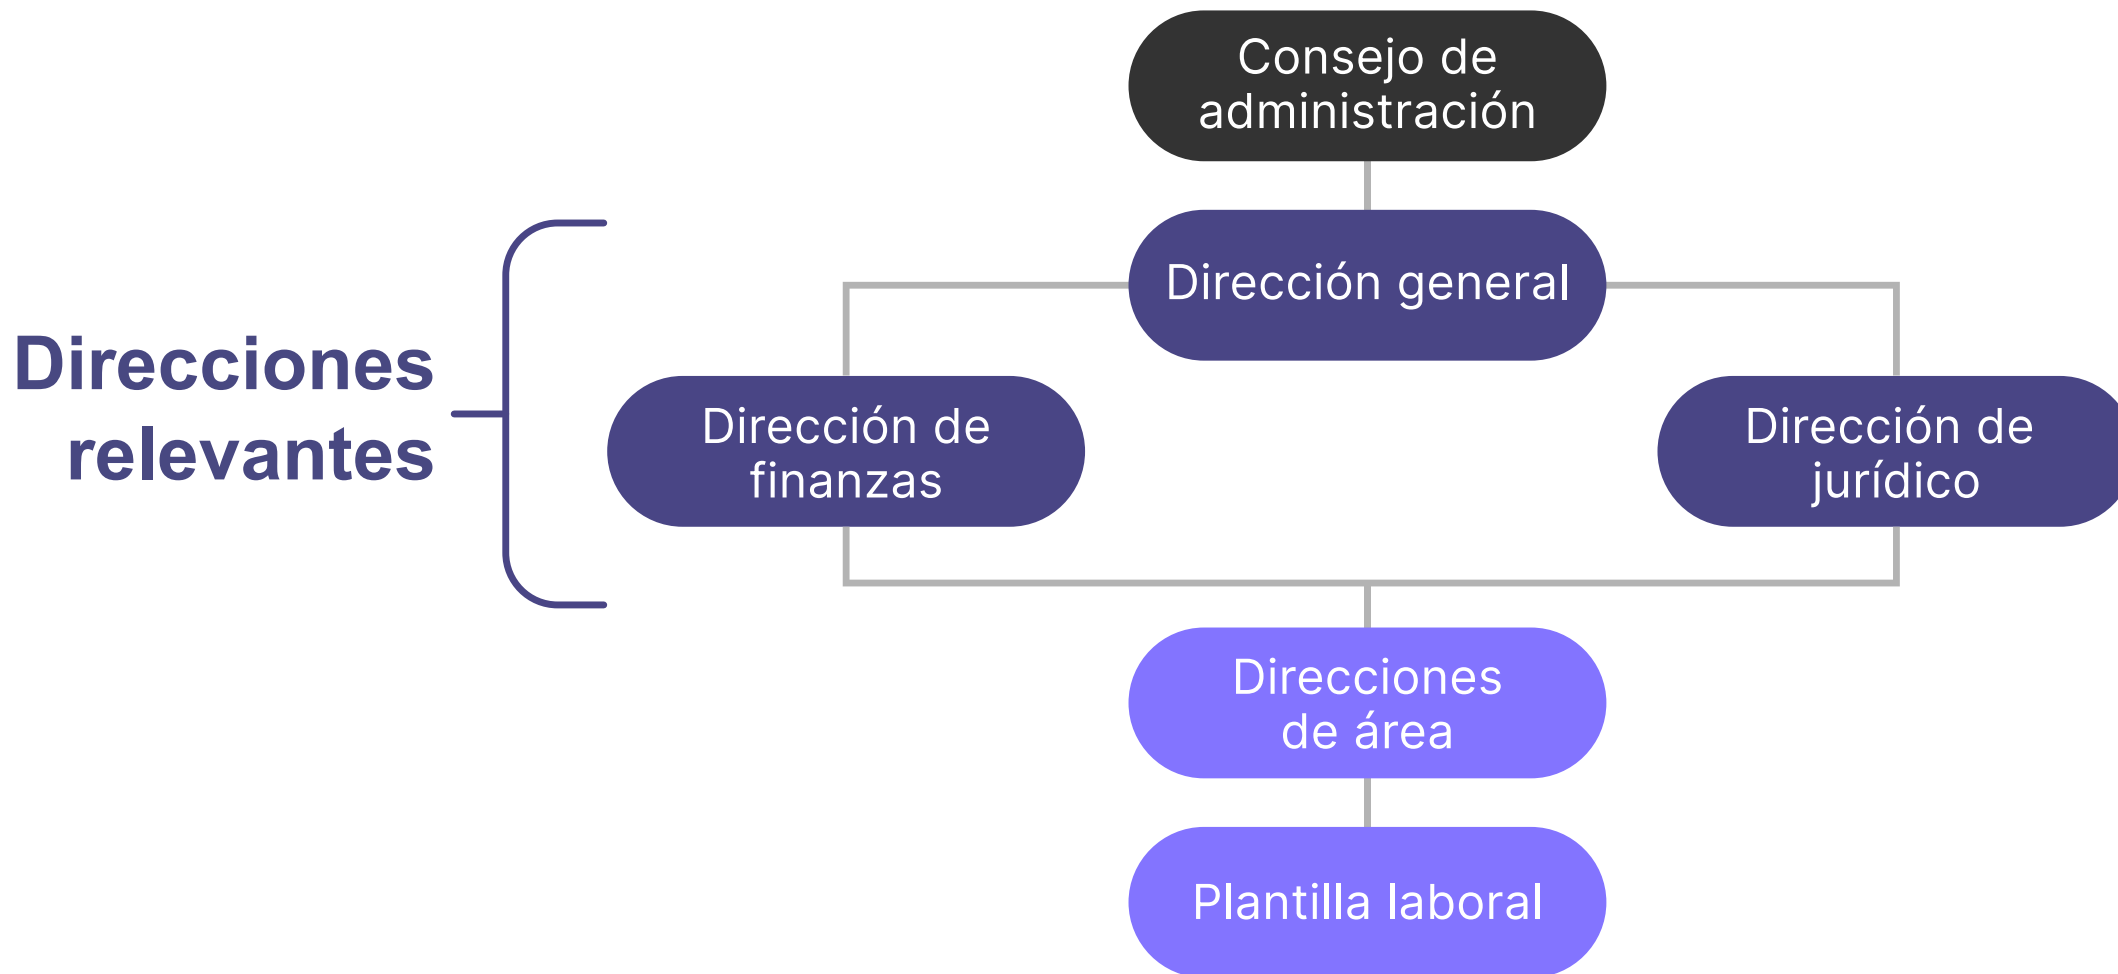 Consejo de
administración
Dirección general
Direcciones
relevantes
Dirección de
finanzas
Dirección de
jurídico
Direcciones
de área
Plantilla laboral